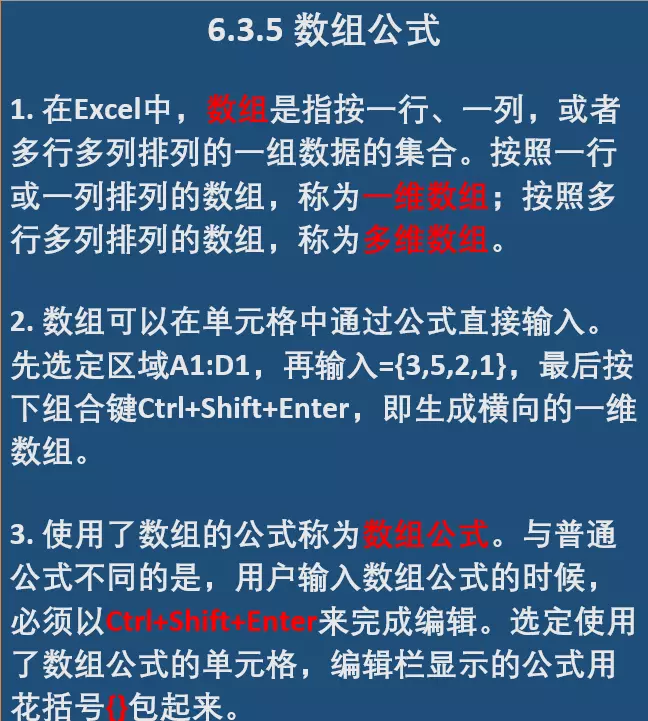 6.3.5 数组公式
1. 在Excel中，数组是指按一行、一列，或者
多行多列排列的一组数据的集合。按照一行
或一列排列的数组，称为一维数组；按照多
行多列排列的数组，称为多维数组。
2. 数组可以在单元格中通过公式直接输入。
先选定区域A1:D1，再输入={3,5,2,1}，最后按
下组合键Ctrl+Shift+Enter，即生成横向的一维
数组。
3. 使用了数组的公式称为数组公式。与普通
公式不同的是，用户输入数组公式的时候，
必须以Ctrl+Shift+Enter来完成编辑。选定使用
了数组公式的单元格，编辑栏显示的公式用
花括号{}包起来。